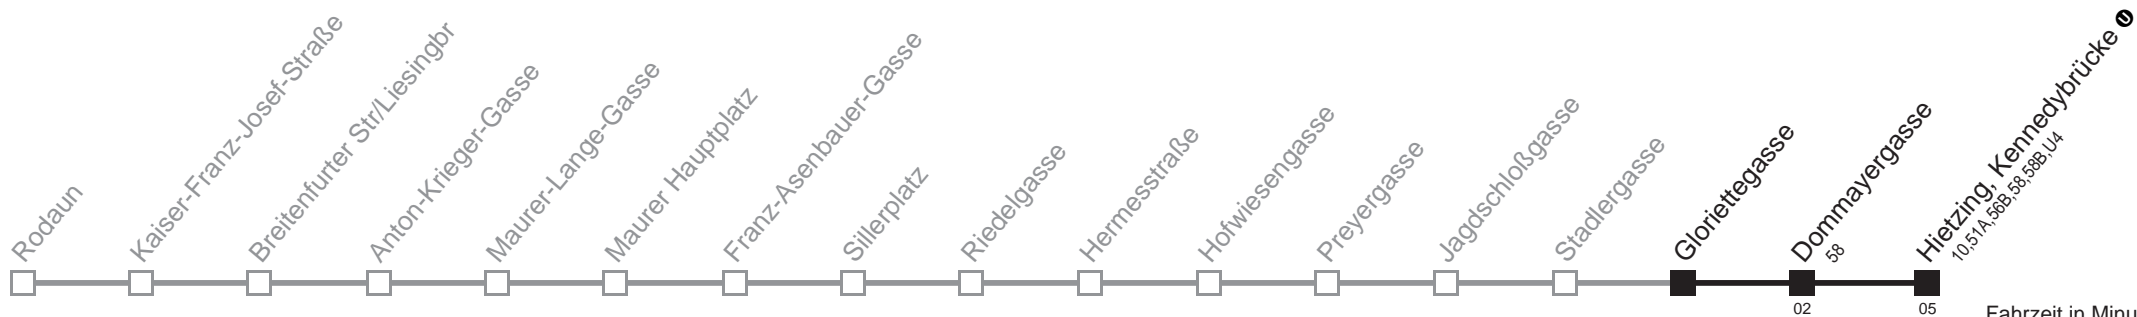 Rodaun
Kaiser-Franz-Josef-Straße
Breitenfurter Str/Liesingbr
Anton-Krieger-Gasse
Maurer-Lange-Gasse
Maurer Hauptplatz
Franz-Asenbauer-Gasse
Sillerplatz
Riedelgasse
Hermesstraße
Hofwiesengasse
Preyergasse
Jagdschloßgasse
Stadlergasse
Gloriettegasse
Dommayergasse
58
Hietzing, Kennedybrücke U
10,51A,56B,58,58B,U4
02
05
Fahrzeit in Minu